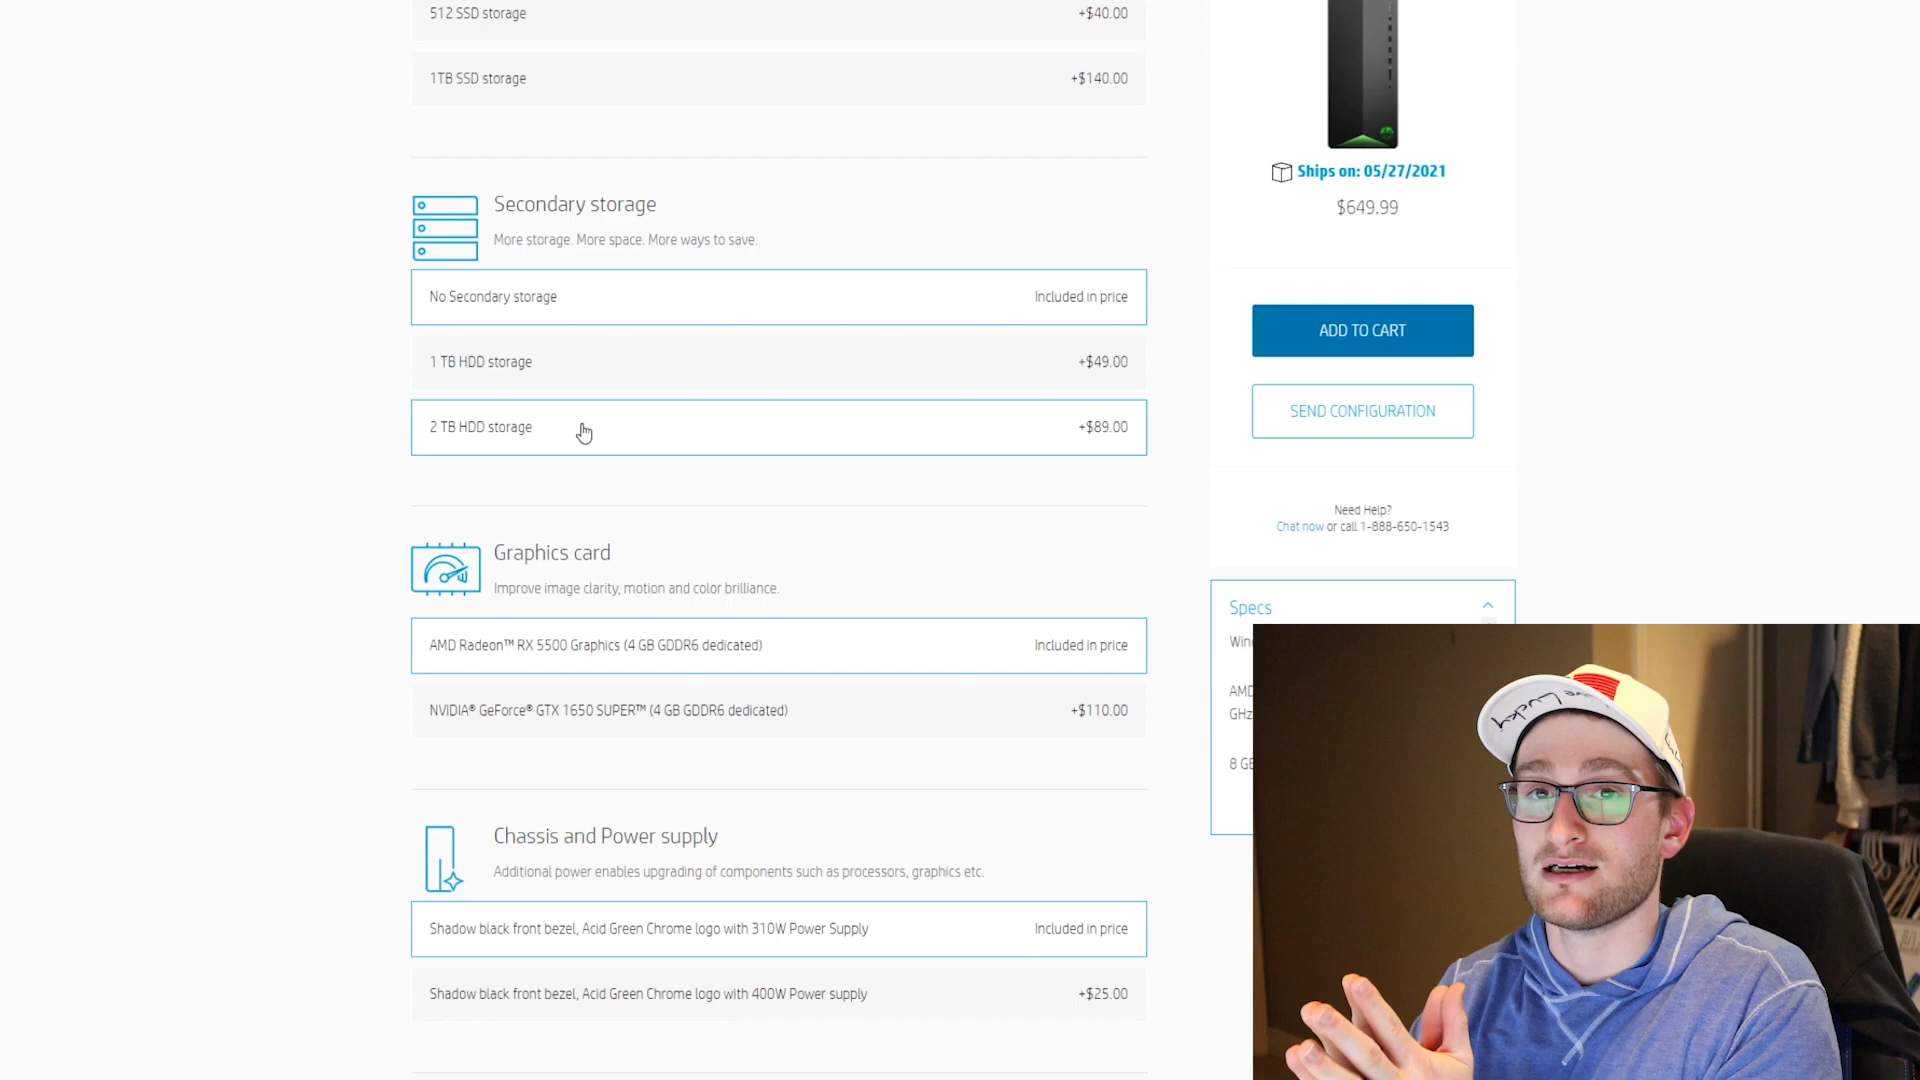 512 SSD storage +$40.00
1TB SSD storage +$140.00
Secondary storage
More storage. More space. More ways to save.
No Secondary storage Included in price
1 TB HDD storage +$49.00
2 TB HDD storage +$89.00
Graphics card
Improve image clarity, motion and color brilliance.
AMD Radeon™ RX 5500 Graphics (4 GB GDDR6 dedicated) Included in price
NVIDIA® GeForce® GTX 1650 SUPER™ (4 GB GDDR6 dedicated) +$110.00
Chassis and Power supply
Additional power enables upgrading of components such as processors, graphics etc.
Shadow black front bezel, Acid Green Chrome logo with 310W Power Supply Included in price
Shadow black front bezel, Acid Green Chrome logo with 400W Power supply +$25.00
Ships on: 05/27/2021
$649.99
ADD TO CART
SEND CONFIGURATION
Need Help?
Chat now or call 1-888-650-1543
Specs
AMD
GHz
Lucky